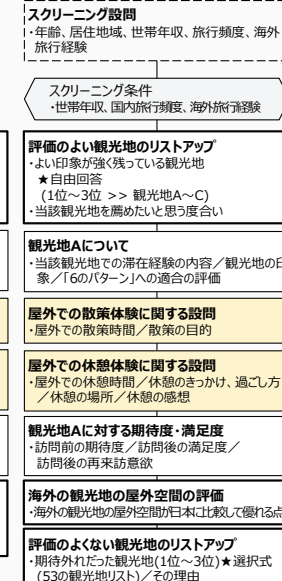 スクリーニング設問
・年齢、居住地域、世帯年収、旅行頻度、海外
旅行経験
スクリーニング条件
・世帯年収、国内旅行頻度、海外旅行経験
評価のよい観光地のリストアップ
・よい印象が強く残っている観光地
★自由回答
(1位～3位 >> 観光地A～C)
・当該観光地を薦めたいと思う度合い
観光地Aについて
・当該観光地での滞在経験の内容／観光地の印
象／「6のパターン」への適合の評価
屋外での散策体験に関する設問
・屋外での散策時間／散策の目的
屋外での休憩体験に関する設問
・屋外での休憩時間／休憩のきっかけ、過ごし方
／休憩の場所／休憩の感想
観光地Aに対する期待度・満足度
・訪問前の期待度／訪問後の満足度／
訪問後の再来訪意欲
海外の観光地の屋外空間の評価
・海外の観光地の屋外空間が日本に比較して優れる点
評価のよくない観光地のリストアップ
・期待外れだった観光地(1位～3位)★選択式
(53の観光地リスト)／その理由